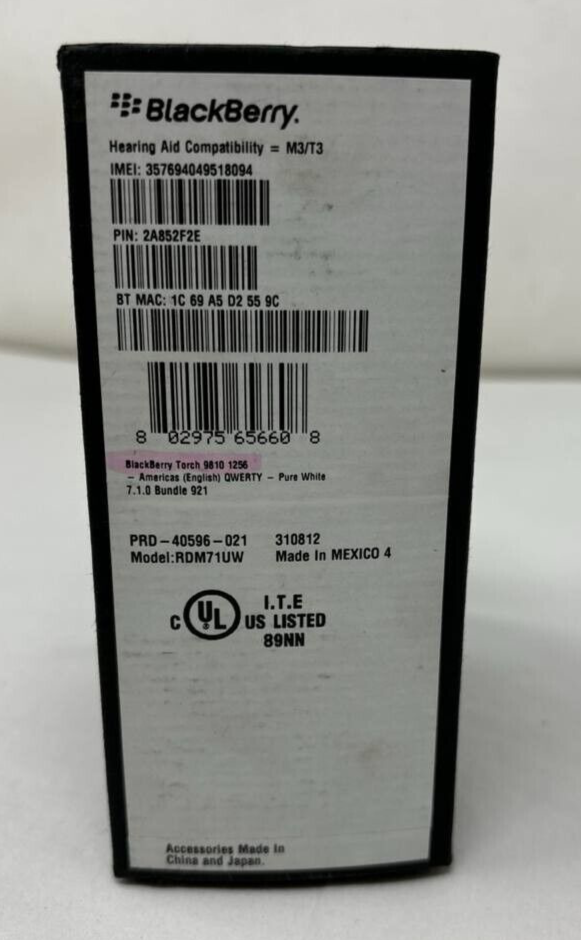 BlackBerry.
Hearing Aid Compatibility = M3/T3
IMEI: 357694049518094
PIN: 2A852F2E
BT MAC: 1C 69 A5 D2 55 9C
8 02975 65660 8
BlackBerry Torch 9810 1256
- Americas (English) QWERTY - Pure White
7.1.0 Bundle 921
PRD-40596-021 310812
Model:RDM71UW Made In MEXICO 4
I.T.E
C UL ® US LISTED
89NN
Accessories Made In
China and Japan.